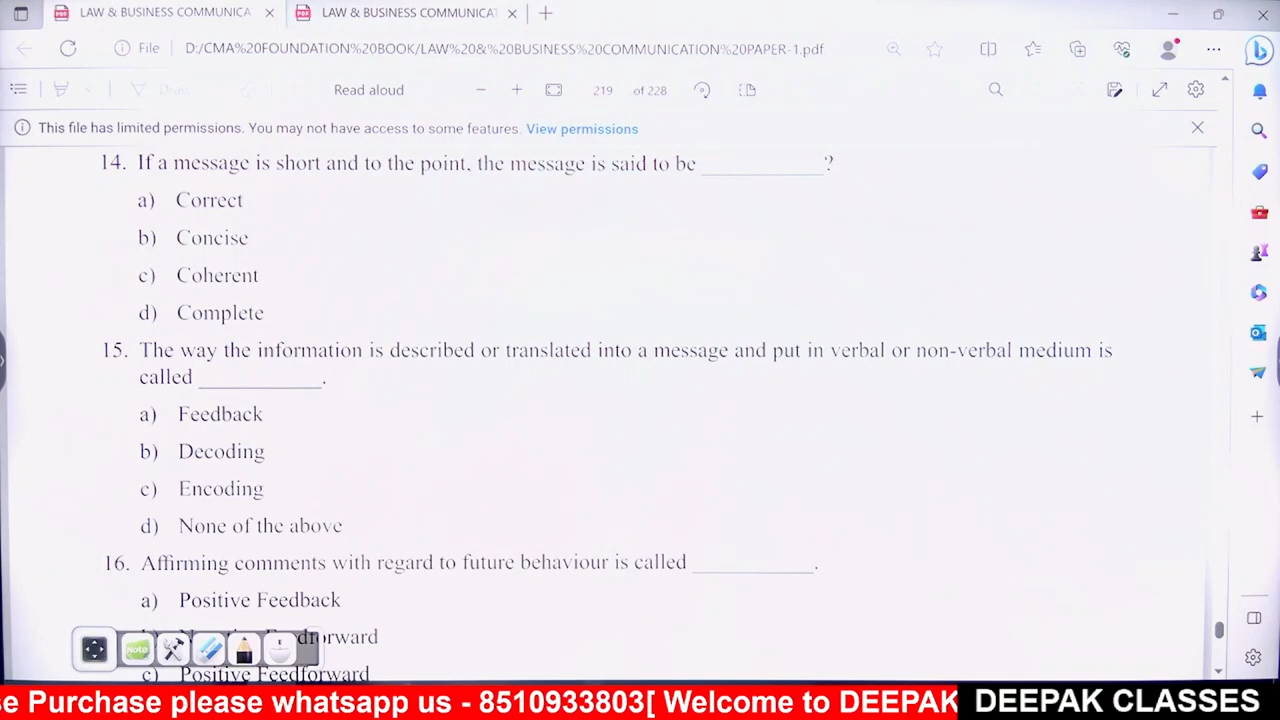 LAW & BUSINESS COMMUNICA
LAW & BUSINESS COMMUNICAT
File
D:/CMA%20FOUNDATION%20BOOK/LAW%20&%20BUSINESS%20COMMUNICATION%20PAPER-1.pdf
Draw
Read aloud
219 of 228
This file has limited permissions. You may not have access to some features. View permissions
14. If a message is short and to the point, the message is said to be ____________?
a) Correct
b) Concise
c) Coherent
d) Complete
15. The way the information is described or translated into a message and put in verbal or non-verbal medium is
called ____________.
a) Feedback
b) Decoding
c) Encoding
d) None of the above
16. Affirming comments with regard to future behaviour is called ____________.
a) Positive Feedback
Note
c) Positive Feedforward
se Purchase please whatsapp us - 8510933803[ Welcome to DEEPAK
DEEPAK CLASSES